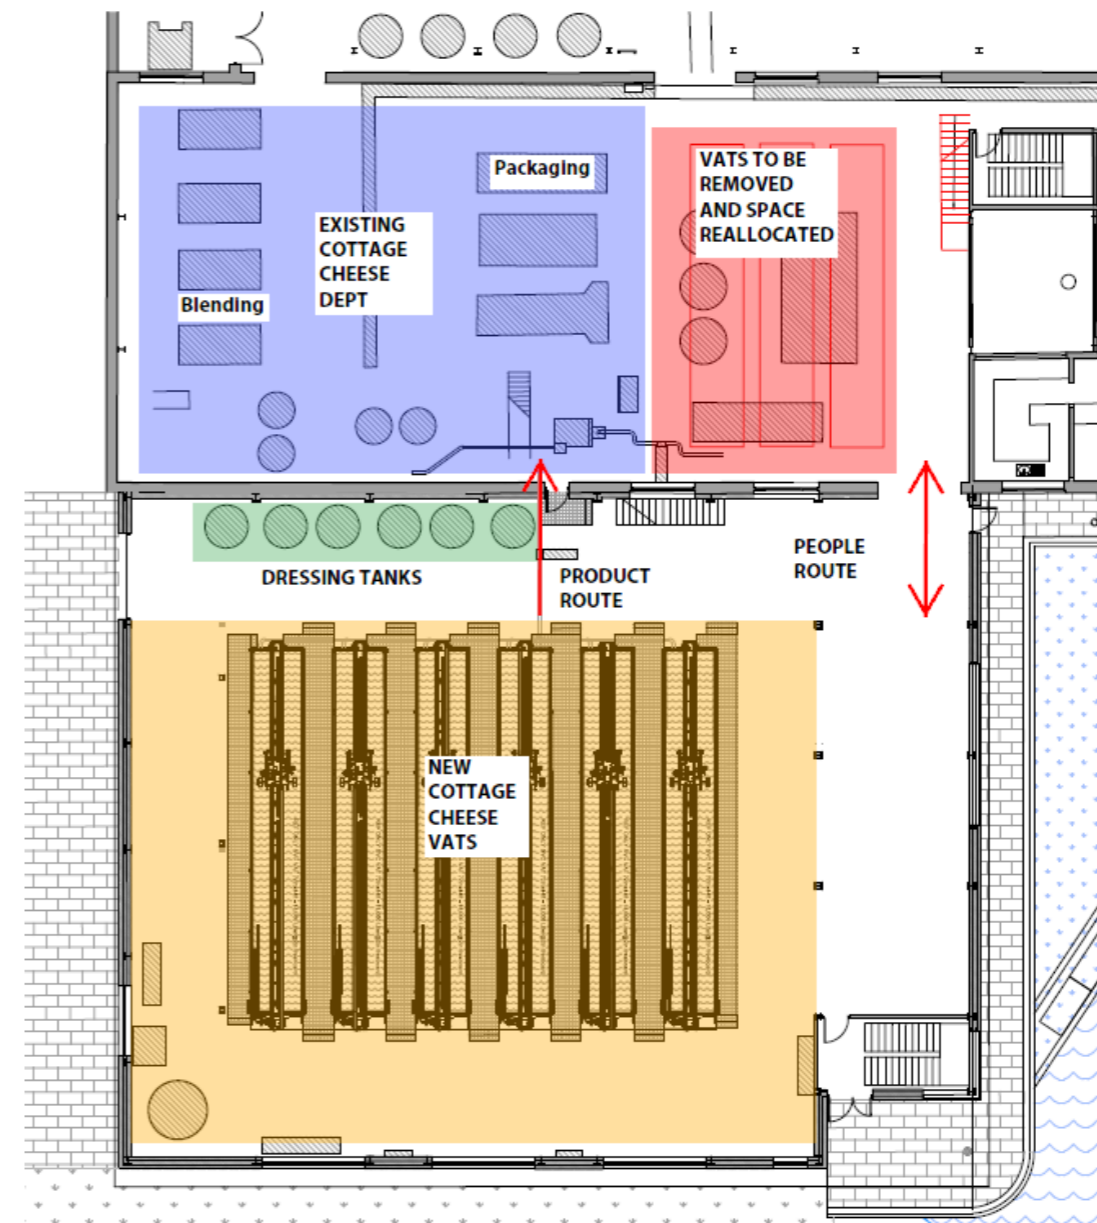 Packaging
VATS TO BE
REMOVED
AND SPACE
REALLOCATED
EXISTING
COTTAGE
CHEESE
DEPT
Blending
DRESSING TANKS
PRODUCT
ROUTE
PEOPLE
ROUTE
NEW
COTTAGE
CHEESE
VATS